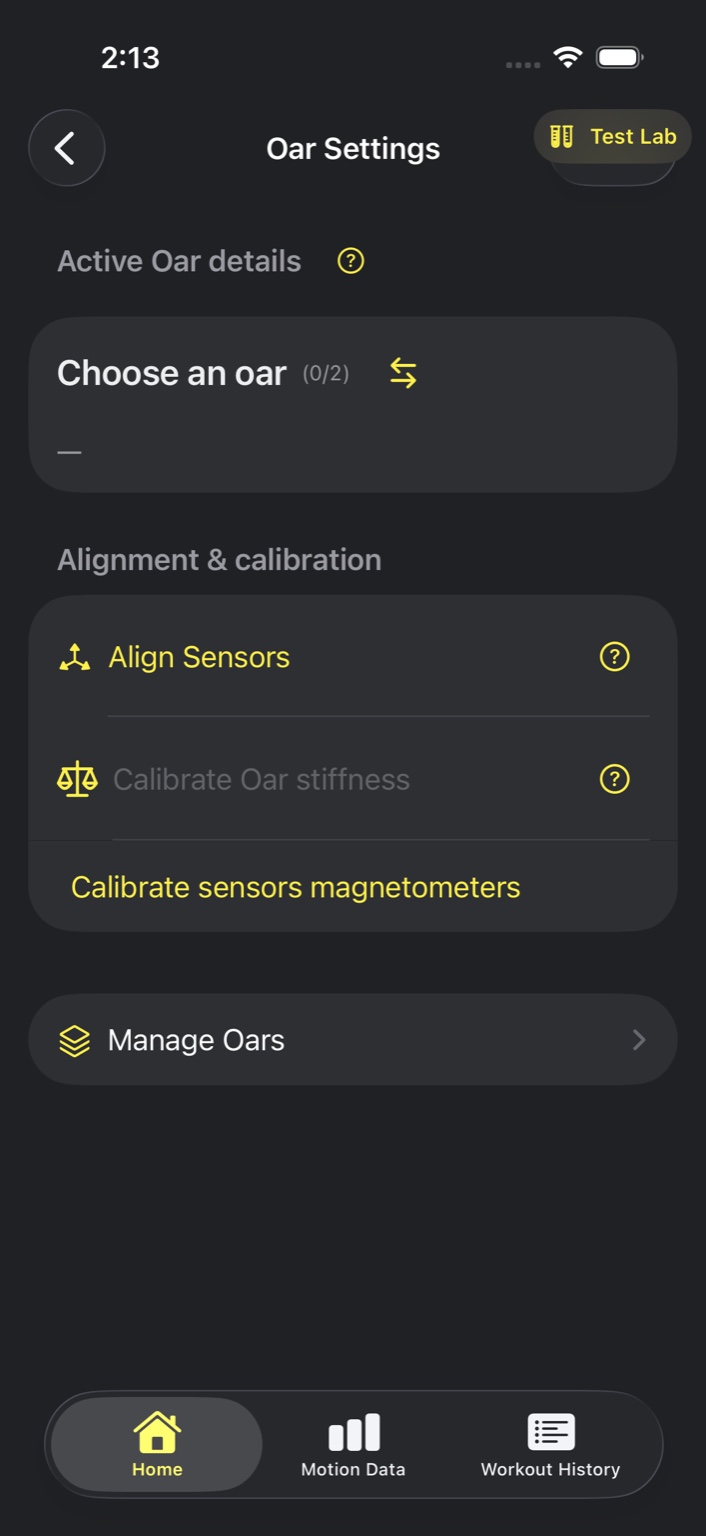 2:13
Oar Settings
Test Lab
Active Oar details ?
Choose an oar (0/2)
—
Alignment & calibration
Align Sensors ?
Calibrate Oar stiffness ?
Calibrate sensors magnetometers
Manage Oars
Home
Motion Data
Workout History